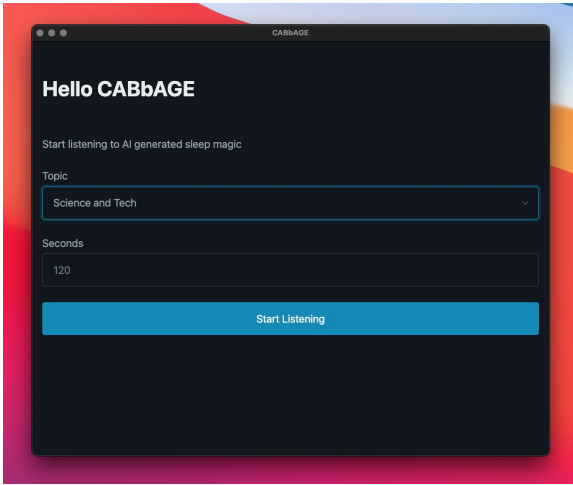 CABbAGE
Hello CABbAGE
Start listening to AI generated sleep magic
Topic
Science and Tech
Seconds
120
Start Listening